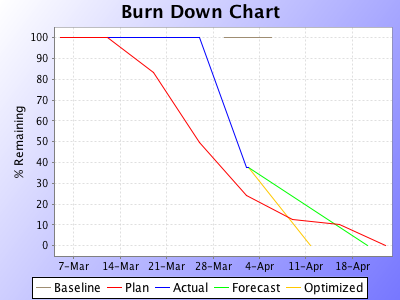 Burn Down Chart
% Remaining
100
90
80
70
60
50
40
30
20
10
0
7-Mar 14-Mar 21-Mar 28-Mar 4-Apr 11-Apr 18-Apr
Baseline Plan Actual Forecast Optimized